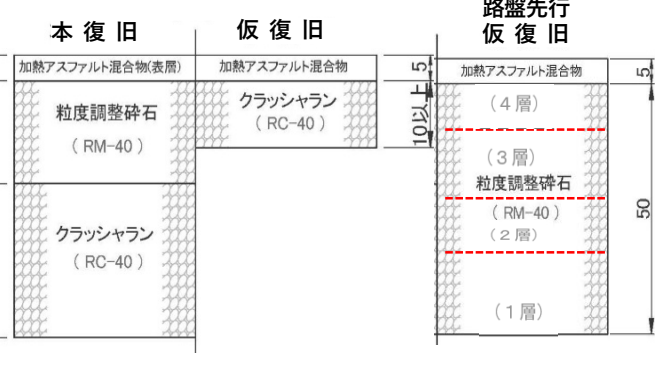 本復旧
加熱アスファルト混合物(表層)
粒度調整砕石
(RM-40)
クラッシャラン
(RC-40)
仮復旧
加熱アスファルト混合物
クラッシャラン
(RC-40)
5
10以上
路盤先行
仮復旧
加熱アスファルト混合物
(4層)
(3層)
粒度調整砕石
(RM-40)
(2層)
(1層)
5
50